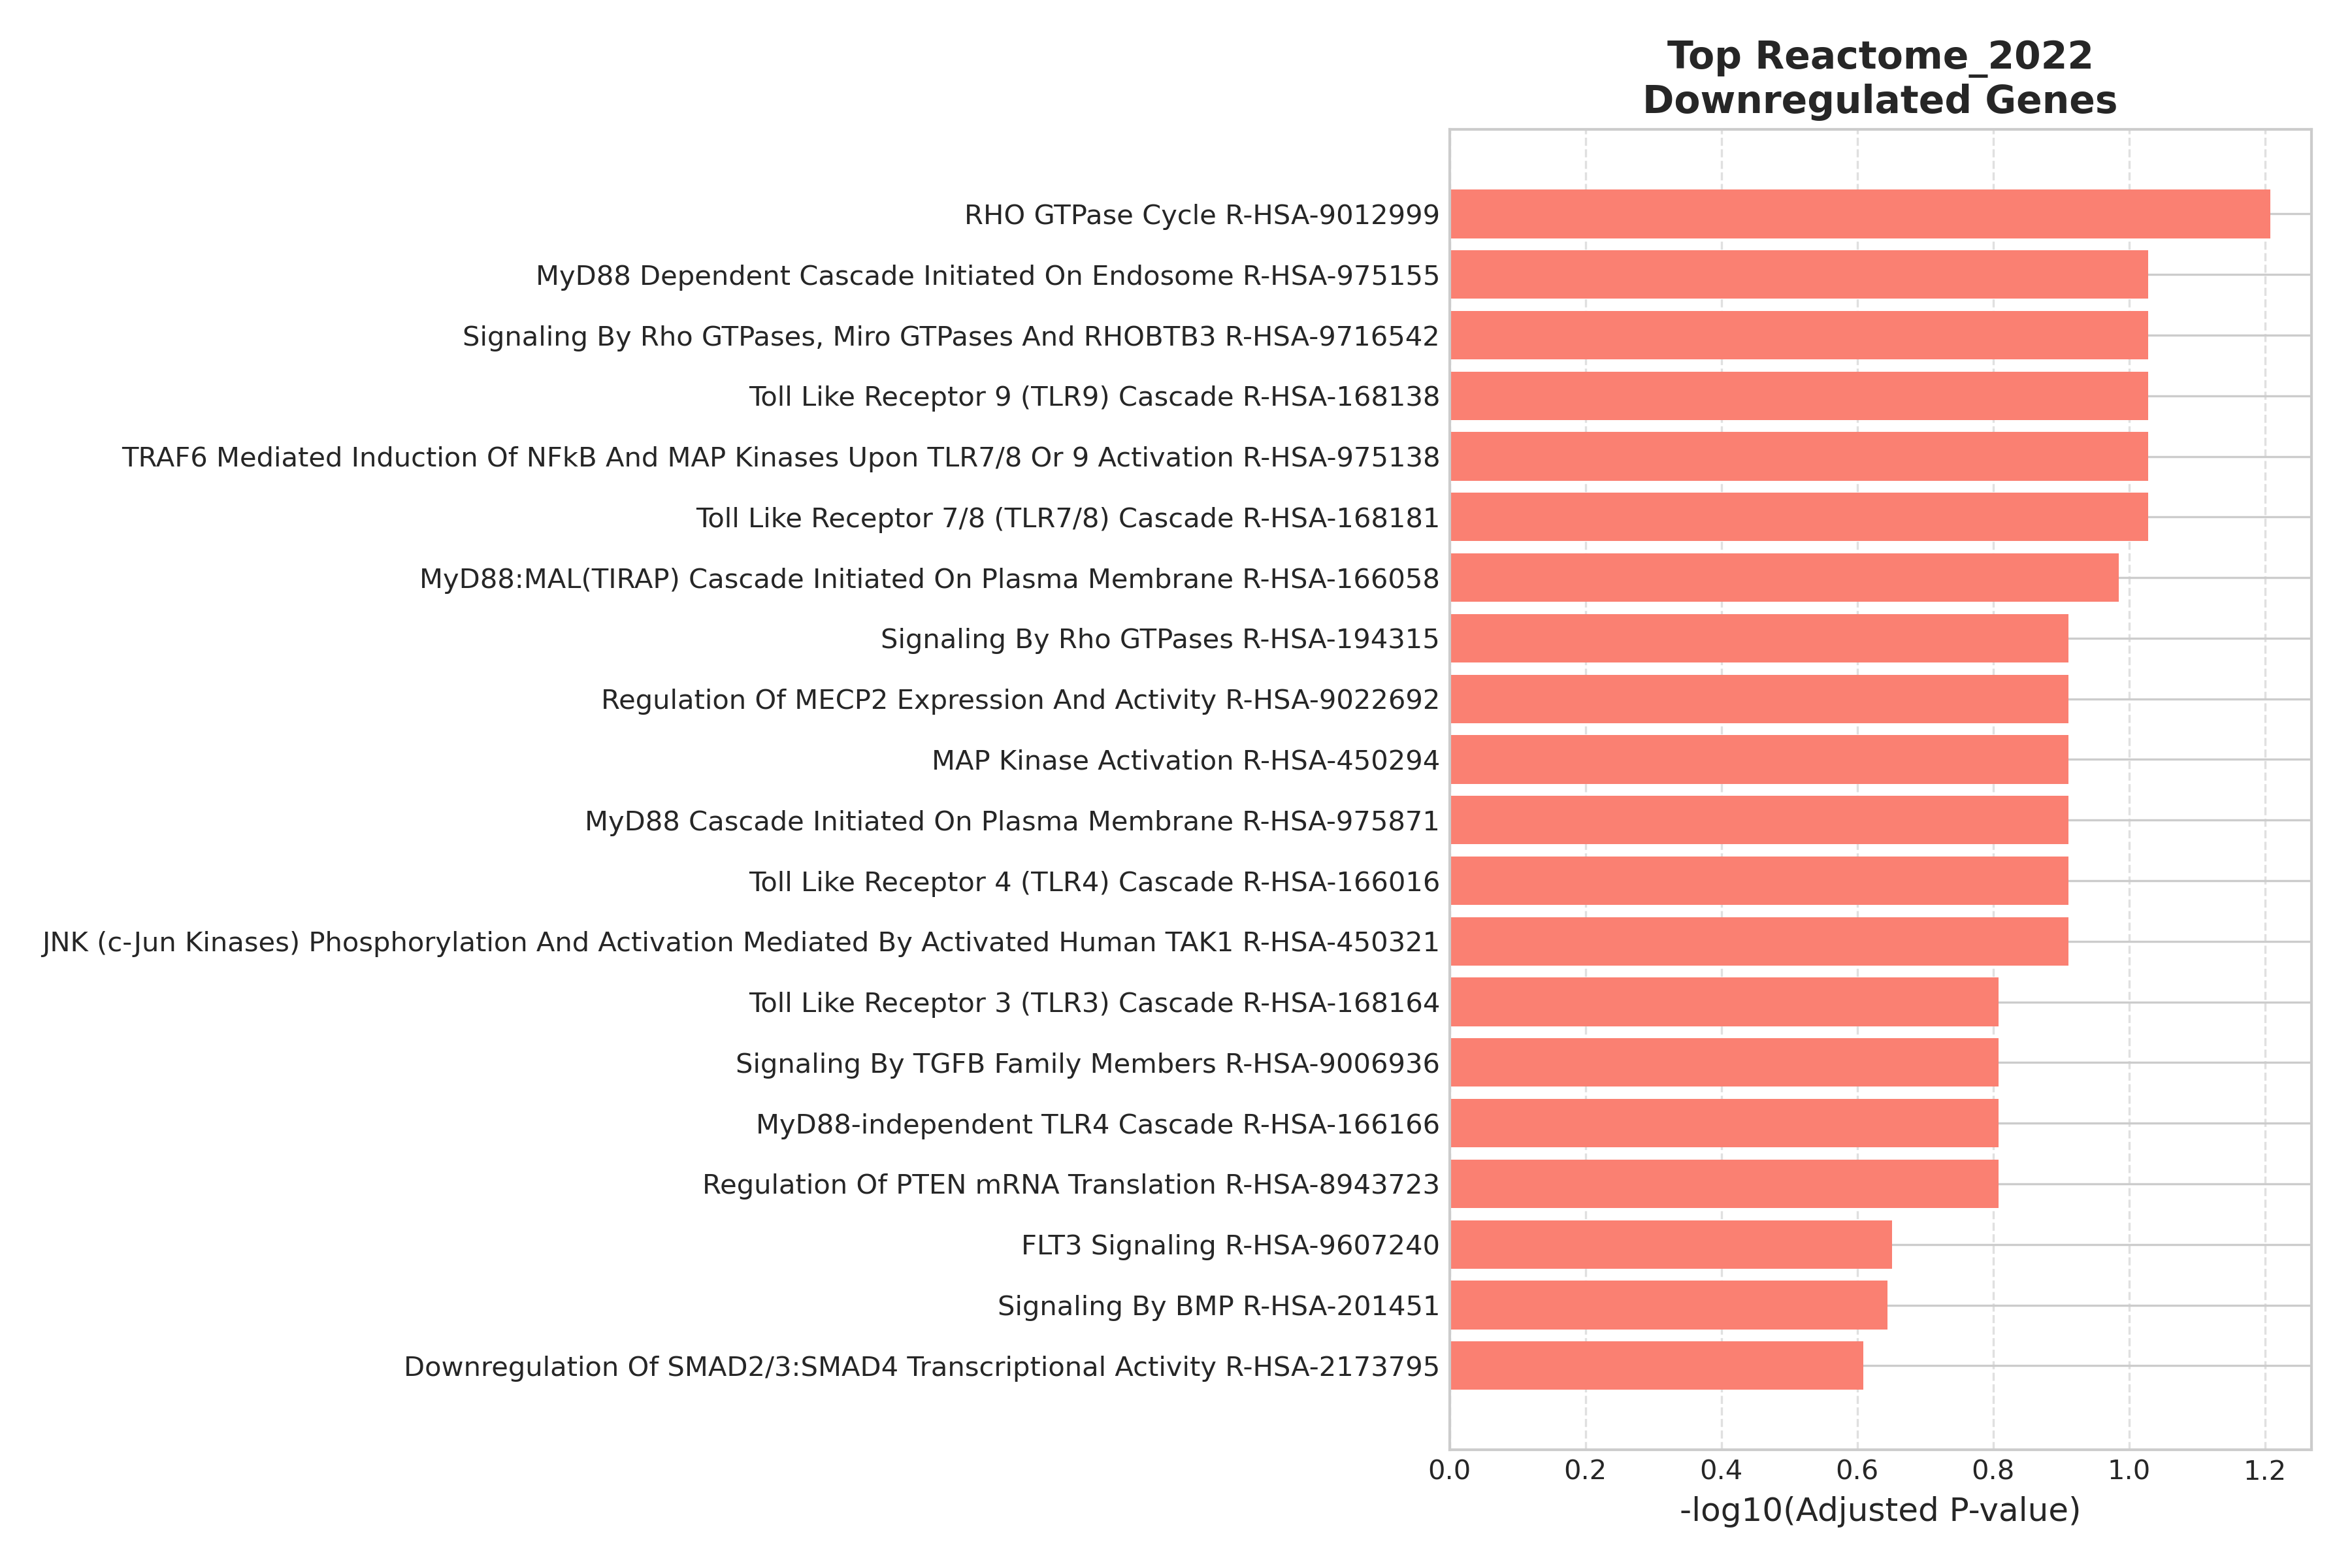 Top Reactome_2022
Downregulated Genes
RHO GTPase Cycle R-HSA-9012999
MyD88 Dependent Cascade Initiated On Endosome R-HSA-975155
Signaling By Rho GTPases, Miro GTPases And RHOBTB3 R-HSA-9716542
Toll Like Receptor 9 (TLR9) Cascade R-HSA-168138
TRAF6 Mediated Induction Of NFkB And MAP Kinases Upon TLR7/8 Or 9 Activation R-HSA-975138
Toll Like Receptor 7/8 (TLR7/8) Cascade R-HSA-168181
MyD88:MAL(TIRAP) Cascade Initiated On Plasma Membrane R-HSA-166058
Signaling By Rho GTPases R-HSA-194315
Regulation Of MECP2 Expression And Activity R-HSA-9022692
MAP Kinase Activation R-HSA-450294
MyD88 Cascade Initiated On Plasma Membrane R-HSA-975871
Toll Like Receptor 4 (TLR4) Cascade R-HSA-166016
JNK (c-Jun Kinases) Phosphorylation And Activation Mediated By Activated Human TAK1 R-HSA-450321
Toll Like Receptor 3 (TLR3) Cascade R-HSA-168164
Signaling By TGFB Family Members R-HSA-9006936
MyD88-independent TLR4 Cascade R-HSA-166166
Regulation Of PTEN mRNA Translation R-HSA-8943723
FLT3 Signaling R-HSA-9607240
Signaling By BMP R-HSA-201451
Downregulation Of SMAD2/3:SMAD4 Transcriptional Activity R-HSA-2173795
0.0 0.2 0.4 0.6 0.8 1.0 1.2
-log10(Adjusted P-value)